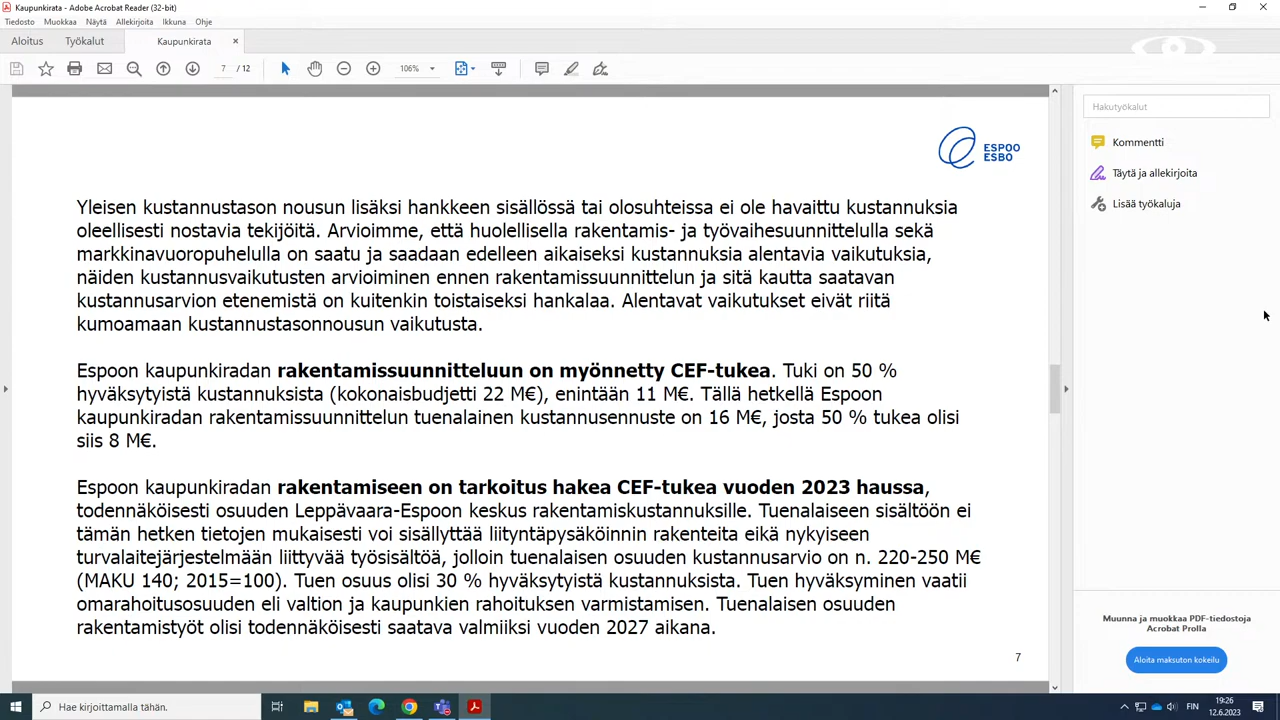 Kaupunkirata - Adobe Acrobat Reader (32-bit)
Tiedosto Muokkaa Näytä Allekirjoita Ikkuna Ohje
Aloitus Työkalut Kaupunkirata ×
7 / 12 106%
Hakutyökalut
Kommentti
Täytä ja allekirjoita
Lisää työkaluja
ESPOO
ESBO
Yleisen kustannustason nousun lisäksi hankkeen sisällössä tai olosuhteissa ei ole havaittu kustannuksia
oleellisesti nostavia tekijöitä. Arvioimme, että huolellisella rakentamis- ja työvaihesuunnittelulla sekä
markkinavuoropuhelulla on saatu ja saadaan edelleen aikaiseksi kustannuksia alentavia vaikutuksia,
näiden kustannusvaikutusten arvioiminen ennen rakentamissuunnittelun ja sitä kautta saatavan
kustannusarvion etenemistä on kuitenkin toistaiseksi hankalaa. Alentavat vaikutukset eivät riitä
kumoamaan kustannustasonnousun vaikutusta.
Espoon kaupunkiradan rakentamissuunnitteluun on myönnetty CEF-tukea. Tuki on 50 %
hyväksytyistä kustannuksista (kokonaisbudjetti 22 M€), enintään 11 M€. Tällä hetkellä Espoon
kaupunkiradan rakentamissuunnittelun tuenalainen kustannusennuste on 16 M€, josta 50 % tukea olisi
siis 8 M€.
Espoon kaupunkiradan rakentamiseen on tarkoitus hakea CEF-tukea vuoden 2023 haussa,
todennäköisesti osuuden Leppävaara-Espoon keskus rakentamiskustannuksille. Tuenalaiseen sisältöön ei
tämän hetken tietojen mukaisesti voi sisällyttää liityntäpysäköinnin rakenteita eikä nykyiseen
turvalaitejärjestelmään liittyvää työsisältöä, jolloin tuenalaisen osuuden kustannusarvio on n. 220-250 M€
(MAKU 140; 2015=100). Tuen osuus olisi 30 % hyväksytyistä kustannuksista. Tuen hyväksyminen vaatii
omarahoitusosuuden eli valtion ja kaupunkien rahoituksen varmistamisen. Tuenalaisen osuuden
rakentamistyöt olisi todennäköisesti saatava valmiiksi vuoden 2027 aikana.
7
Muunna ja muokkaa PDF-tiedostoja
Acrobat Prolla
Aloita maksuton kokeilu
Hae kirjoittamalla tähän.
FIN
19:26
12.6.2023